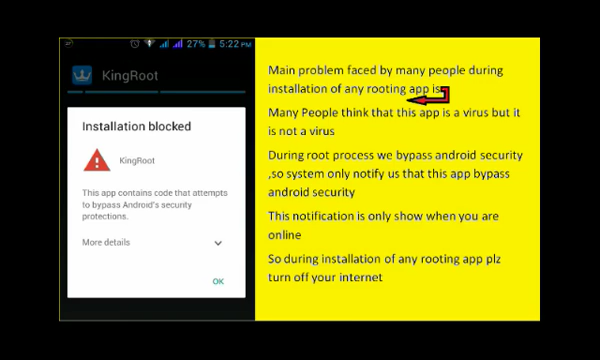 27% 5:22 PM
KingRoot
Installation blocked
KingRoot
This app contains code that attempts
to bypass Android's security
protections.
More details
OK
Main problem faced by many people during
installation of any rooting app is
Many People think that this app is a virus but it
is not a virus
During root process we bypass android security
,so system only notify us that this app bypass
android security
This notification is only show when you are
online
So during installation of any rooting app plz
turn off your internet